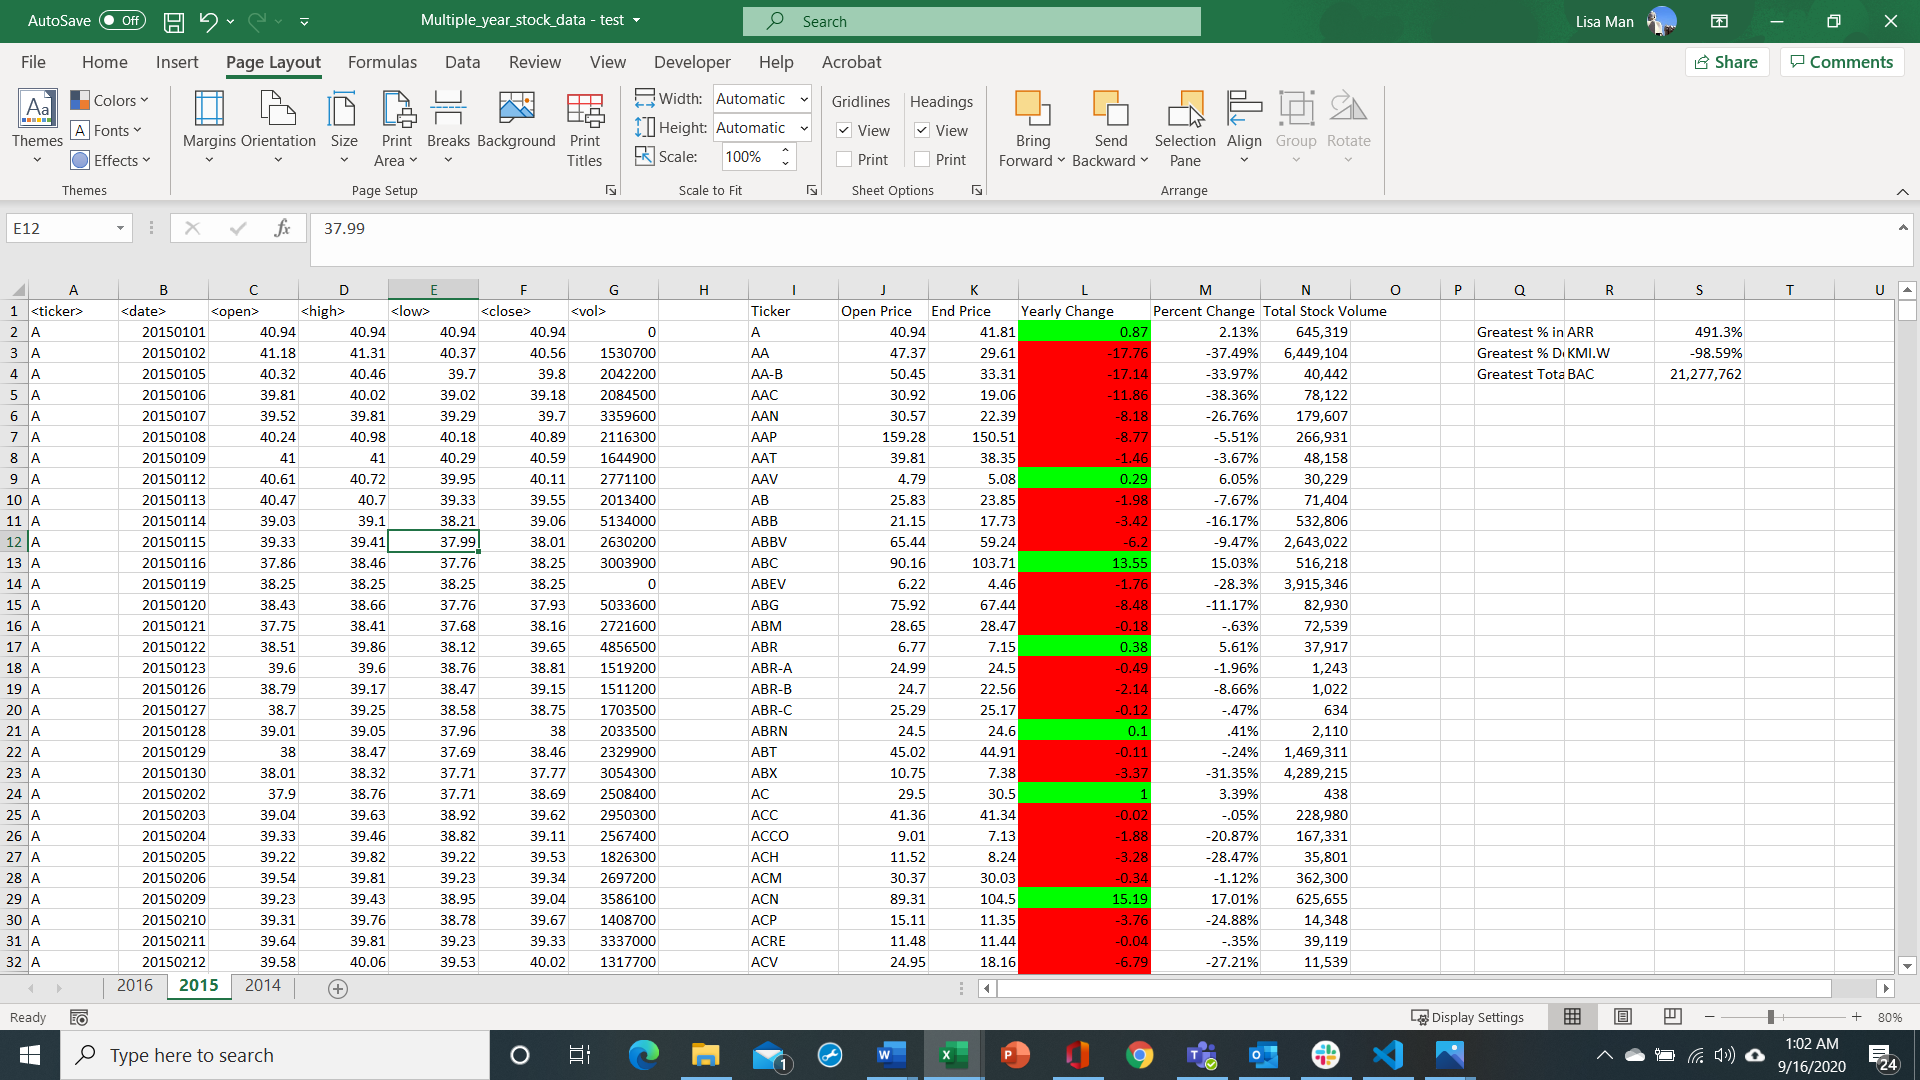 AutoSave Off Multiple_year_stock_data - test Search Lisa Man
File Home Insert Page Layout Formulas Data Review View Developer Help Acrobat Share Comments
Themes Colors Fonts Effects Margins Orientation Size Print Area Breaks Background Print Titles Width: Automatic Height: Automatic Scale: 100% Gridlines View Print Headings View Print Bring Forward Send Backward Selection Pane Align Group Rotate
Themes Page Setup Scale to Fit Sheet Options Arrange
E12 fx 37.99
A B C D E F G H I J K L M N O P Q R S T U
1 <ticker> <date> <open> <high> <low> <close> <vol> Ticker Open Price End Price Yearly Change Percent Change Total Stock Volume
2 A 20150101 40.94 40.94 40.94 40.94 0 A 40.94 41.81 0.87 2.13% 645,319 Greatest % in ARR 491.3%
3 A 20150102 41.18 41.31 40.37 40.56 1530700 AA 47.37 29.61 -17.76 -37.49% 6,449,104 Greatest % De KMI.W -98.59%
4 A 20150105 40.32 40.46 39.7 39.8 2042200 AA-B 50.45 33.31 -17.14 -33.97% 40,442 Greatest Tota BAC 21,277,762
5 A 20150106 39.81 40.02 39.02 39.18 2084500 AAC 30.92 19.06 -11.86 -38.36% 78,122
6 A 20150107 39.52 39.81 39.29 39.7 3359600 AAN 30.57 22.39 -8.18 -26.76% 179,607
7 A 20150108 40.24 40.98 40.18 40.89 2116300 AAP 159.28 150.51 -8.77 -5.51% 266,931
8 A 20150109 41 41 40.29 40.59 1644900 AAT 39.81 38.35 -1.46 -3.67% 48,158
9 A 20150112 40.61 40.72 39.95 40.11 2771100 AAV 4.79 5.08 0.29 6.05% 30,229
10 A 20150113 40.47 40.7 39.33 39.55 2013400 AB 25.83 23.85 -1.98 -7.67% 71,404
11 A 20150114 39.03 39.1 38.21 39.06 5134000 ABB 21.15 17.73 -3.42 -16.17% 532,806
12 A 20150115 39.33 39.41 37.99 38.01 2630200 ABBV 65.44 59.24 -6.2 -9.47% 2,643,022
13 A 20150116 37.86 38.46 37.76 38.25 3003900 ABC 90.16 103.71 13.55 15.03% 516,218
14 A 20150119 38.25 38.25 38.25 38.25 0 ABEV 6.22 4.46 -1.76 -28.3% 3,915,346
15 A 20150120 38.43 38.66 37.76 37.93 5033600 ABG 75.92 67.44 -8.48 -11.17% 82,930
16 A 20150121 37.75 38.41 37.68 38.16 2721600 ABM 28.65 28.47 -0.18 -.63% 72,539
17 A 20150122 38.51 39.86 38.12 39.65 4856500 ABR 6.77 7.15 0.38 5.61% 37,917
18 A 20150123 39.6 39.6 38.76 38.81 1519200 ABR-A 24.99 24.5 -0.49 -1.96% 1,243
19 A 20150126 38.79 39.17 38.47 39.15 1511200 ABR-B 24.7 22.56 -2.14 -8.66% 1,022
20 A 20150127 38.7 39.25 38.58 38.75 1703500 ABR-C 25.29 25.17 -0.12 -.47% 634
21 A 20150128 39.01 39.05 37.96 38 2033500 ABRN 24.5 24.6 0.1 .41% 2,110
22 A 20150129 38 38.47 37.69 38.46 2329900 ABT 45.02 44.91 -0.11 -.24% 1,469,311
23 A 20150130 38.01 38.32 37.71 37.77 3054300 ABX 10.75 7.38 -3.37 -31.35% 4,289,215
24 A 20150202 37.9 38.76 37.71 38.69 2508400 AC 29.5 30.5 1 3.39% 438
25 A 20150203 39.04 39.63 38.92 39.62 2950300 ACC 41.36 41.34 -0.02 -.05% 228,980
26 A 20150204 39.33 39.46 38.82 39.11 2567400 ACCO 9.01 7.13 -1.88 -20.87% 167,331
27 A 20150205 39.22 39.82 39.22 39.53 1826300 ACH 11.52 8.24 -3.28 -28.47% 35,801
28 A 20150206 39.54 39.81 39.23 39.34 2697200 ACM 30.37 30.03 -0.34 -1.12% 362,300
29 A 20150209 39.23 39.43 38.95 39.04 3586100 ACN 89.31 104.5 15.19 17.01% 625,655
30 A 20150210 39.31 39.76 38.78 39.67 1408700 ACP 15.11 11.35 -3.76 -24.88% 14,348
31 A 20150211 39.64 39.81 39.23 39.33 3337000 ACRE 11.48 11.44 -0.04 -.35% 39,119
32 A 20150212 39.58 40.06 39.53 40.02 1317700 ACV 24.95 18.16 -6.79 -27.21% 11,539
2016 2015 2014
Ready Display Settings 80%
Type here to search 1 1:02 AM
9/16/2020 24